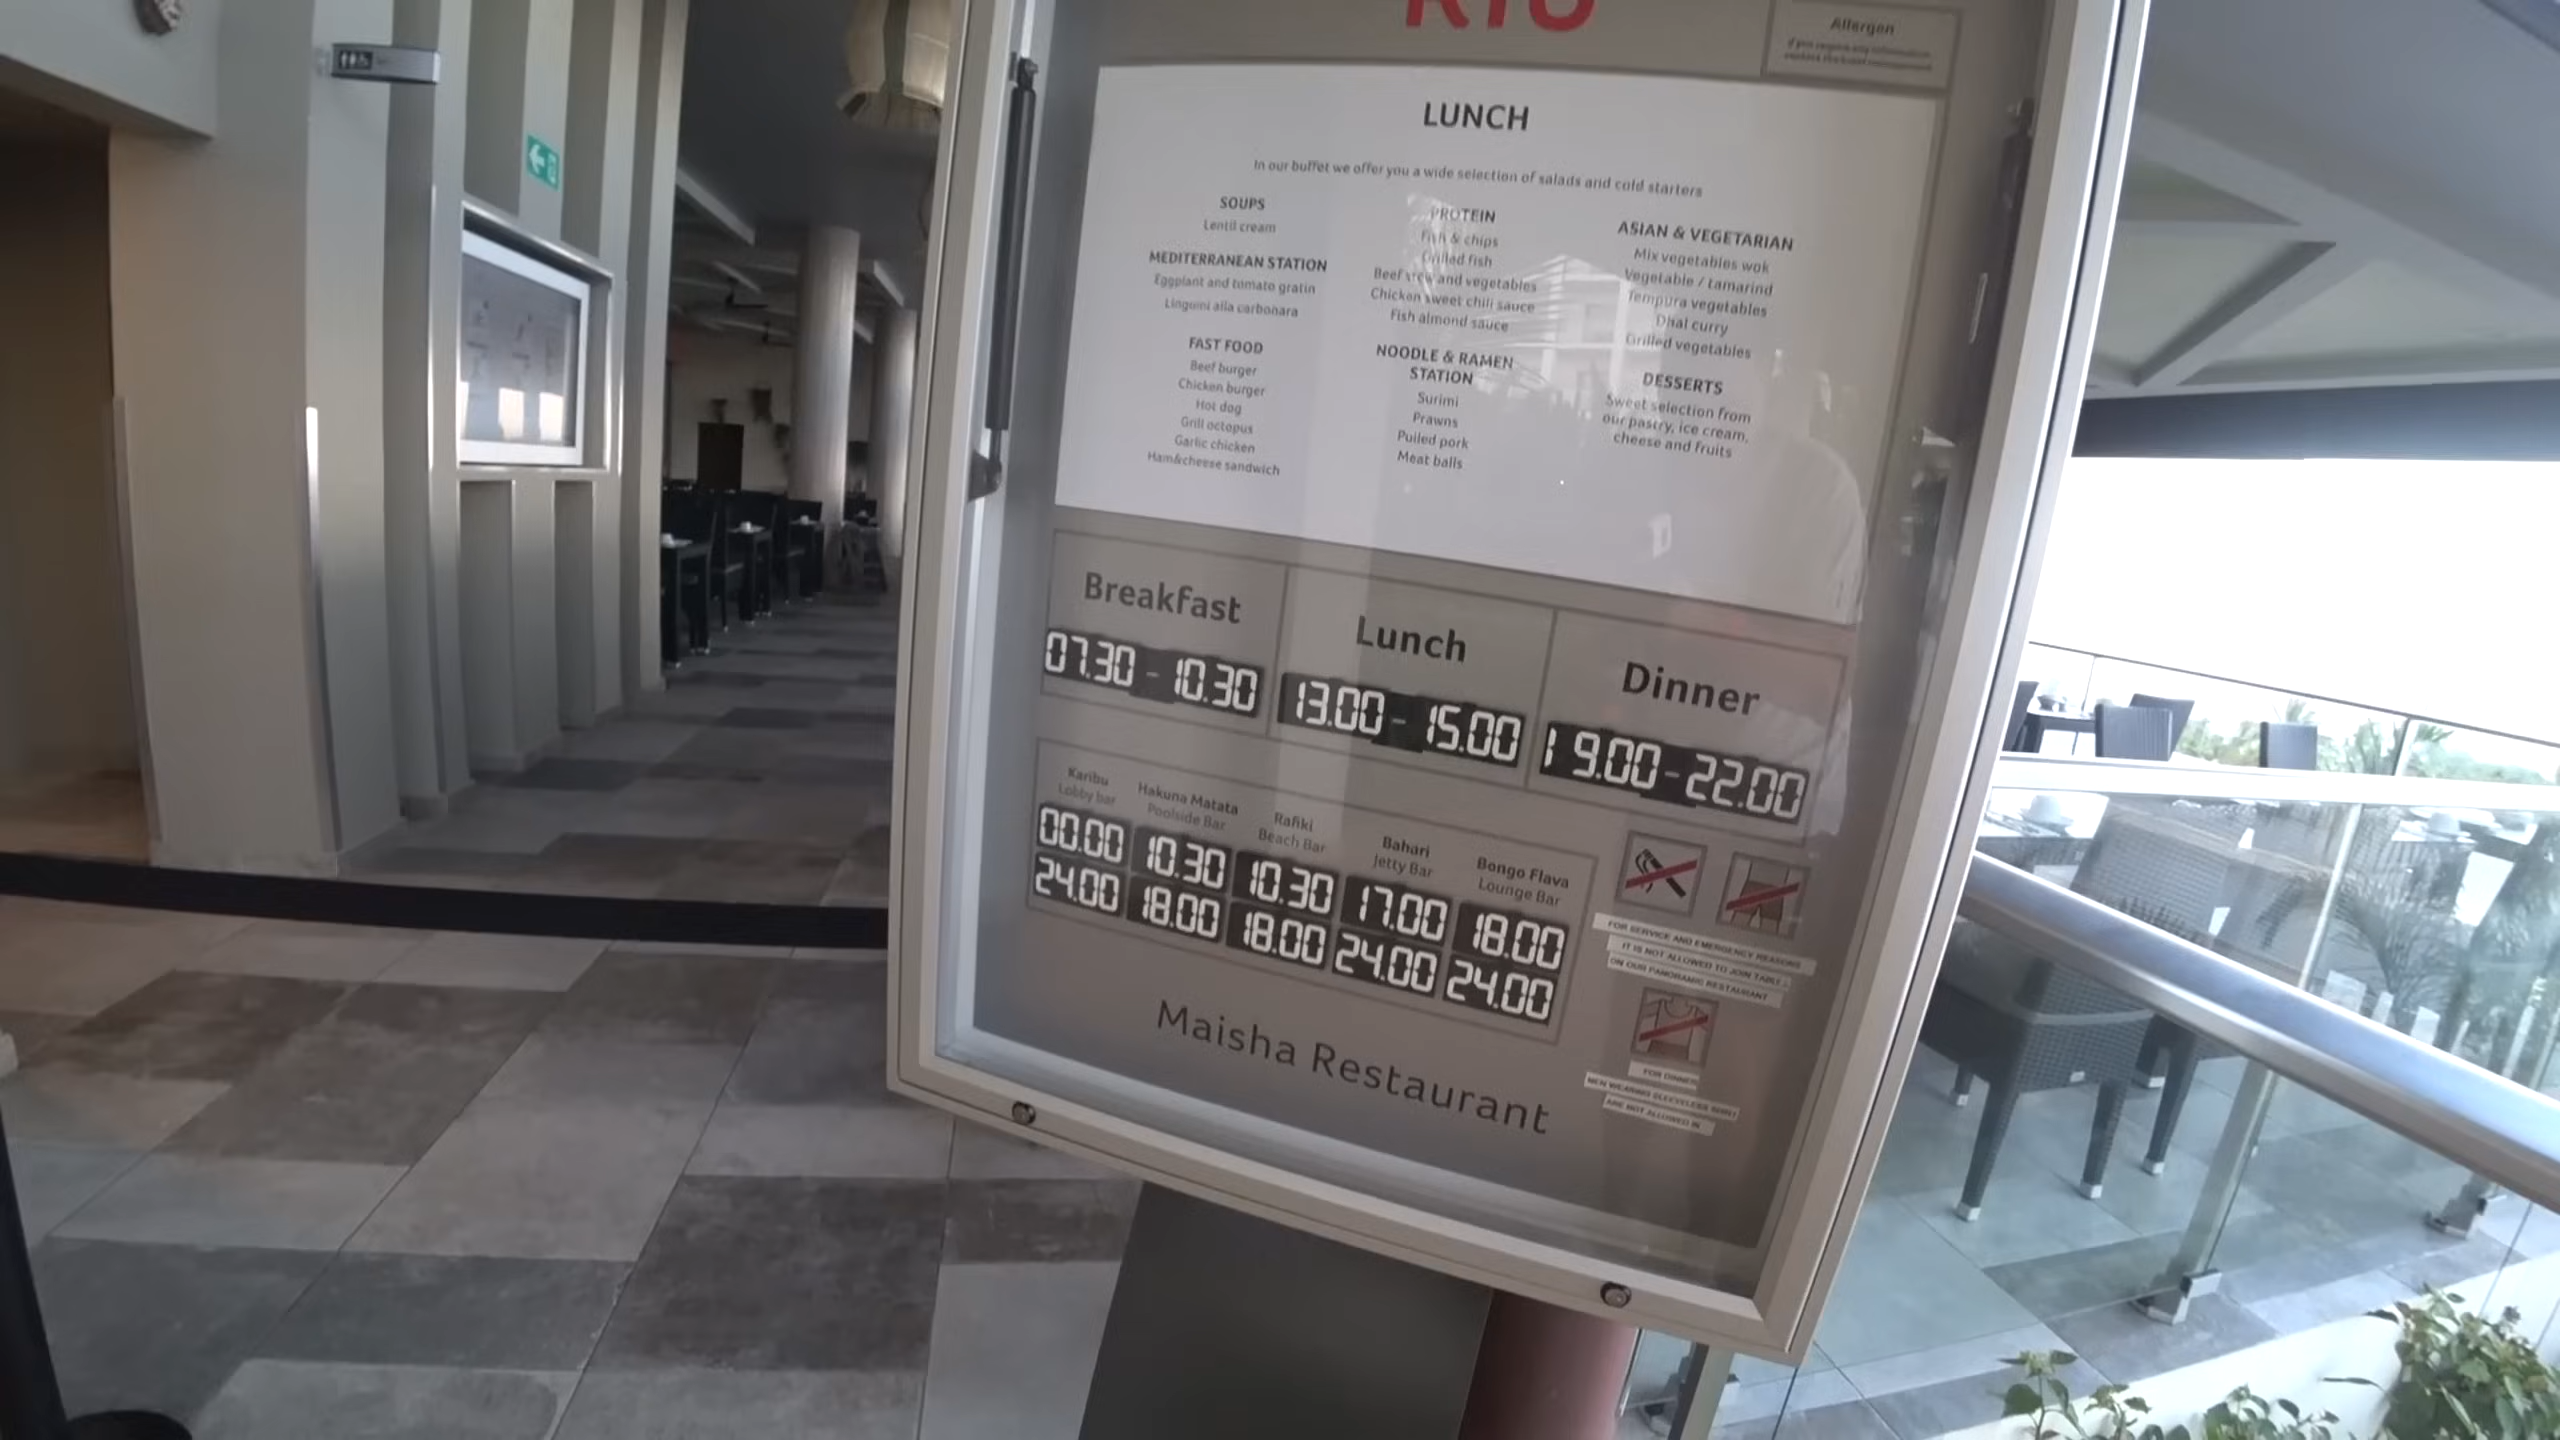 RIU
Allergen
LUNCH
In our buffet we offer you a wide selection of salads and cold starters
SOUPS
Lentil cream
MEDITERRANEAN STATION
Eggplant and tomato gratin
Linguini alla carbonara
FAST FOOD
Beef burger
Chicken burger
Hot dog
Grill octopus
Garlic chicken
Ham&cheese sandwich
PROTEIN
Fish & chips
Grilled fish
Beef stew and vegetables
Chicken sweet chili sauce
Fish almond sauce
NOODLE & RAMEN
STATION
Surimi
Prawns
Pulled pork
Meat balls
ASIAN & VEGETARIAN
Mix vegetables wok
Vegetable / tamarind
Tempura vegetables
Dhal curry
Grilled vegetables
DESSERTS
Sweet selection from
our pastry, ice cream,
cheese and fruits
Breakfast
07.30 - 10.30
Lunch
13.00 - 15.00
Dinner
19.00 - 22.00
Karibu
Lobby bar
00.00
24.00
Hakuna Matata
Poolside Bar
10.30
18.00
Rafiki
Beach Bar
10.30
18.00
Bahari
Jetty Bar
17.00
24.00
Bongo Flava
Lounge Bar
18.00
24.00
FOR SERVICE AND EMERGENCY REASONS
IT IS NOT ALLOWED TO JOIN TABLES
ON OUR PANORAMIC RESTAURANT
FOR DINNER
MEN WEARING SLEEVELESS SHIRT
ARE NOT ALLOWED IN
Maisha Restaurant